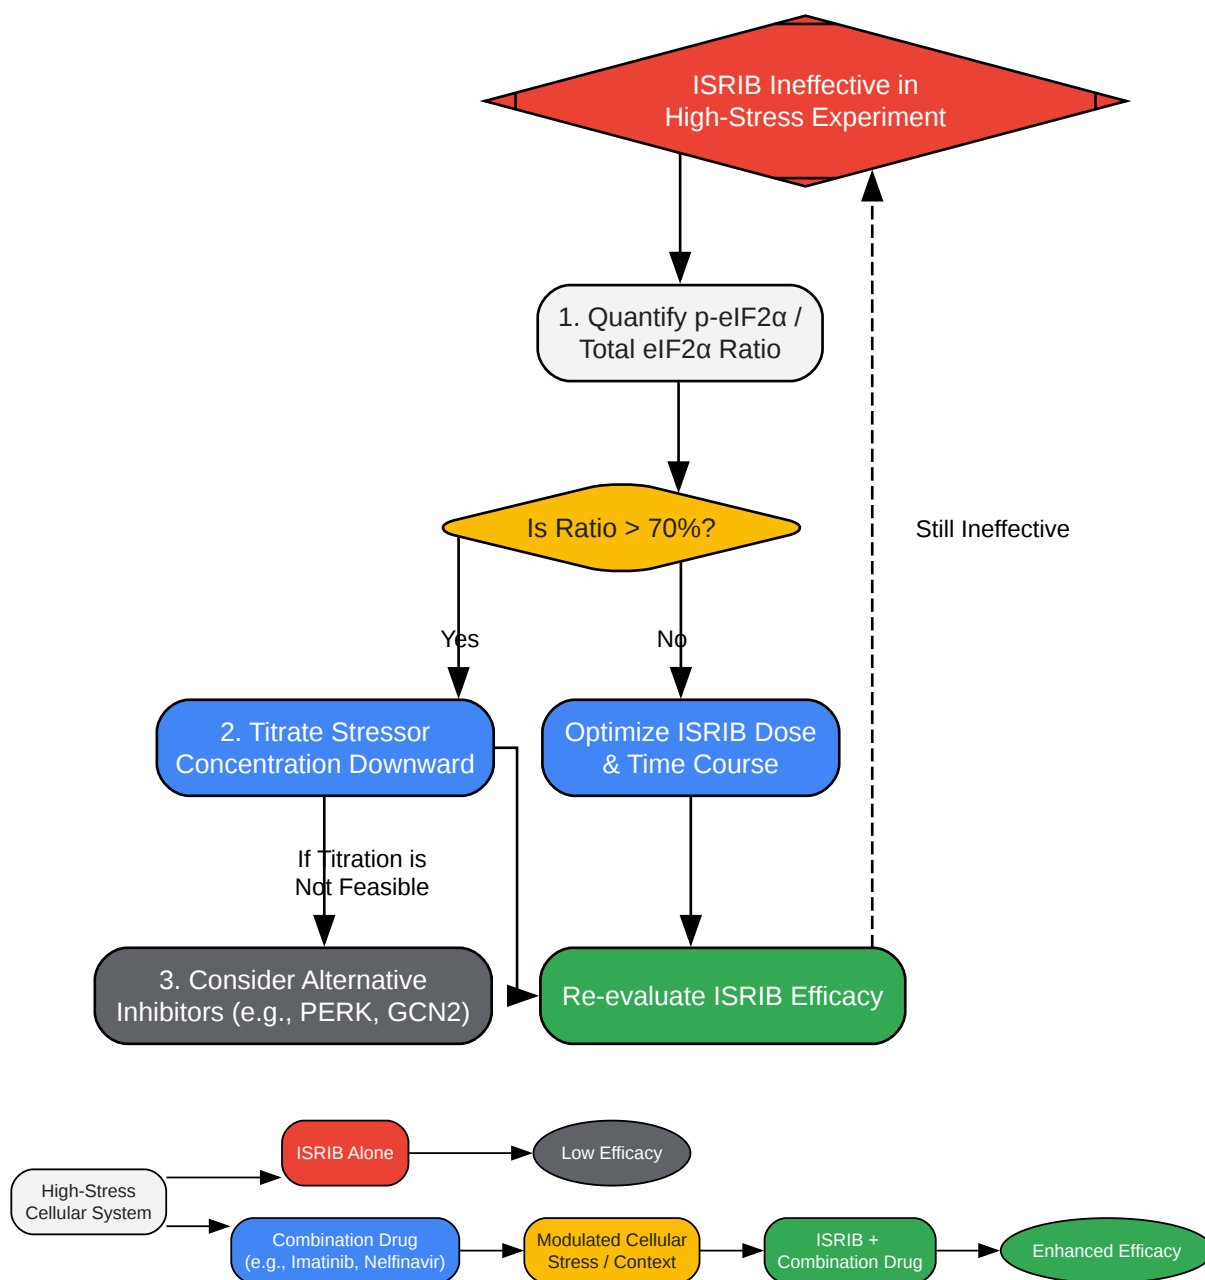 ISRIB Ineffective in
High-Stress Experiment
1. Quantify p-eIF2α /
Total eIF2α Ratio
Is Ratio > 70%?
Still Ineffective
Yes
No
2. Titrate Stressor
Concentration Downward
Optimize ISRIB Dose
& Time Course
If Titration is
Not Feasible
3. Consider Alternative
Inhibitors (e.g., PERK, GCN2)
Re-evaluate ISRIB Efficacy
High-Stress
Cellular System
ISRIB Alone
Low Efficacy
Combination Drug
(e.g., Imatinib, Nelfinavir)
Modulated Cellular
Stress / Context
ISRIB +
Combination Drug
Enhanced Efficacy